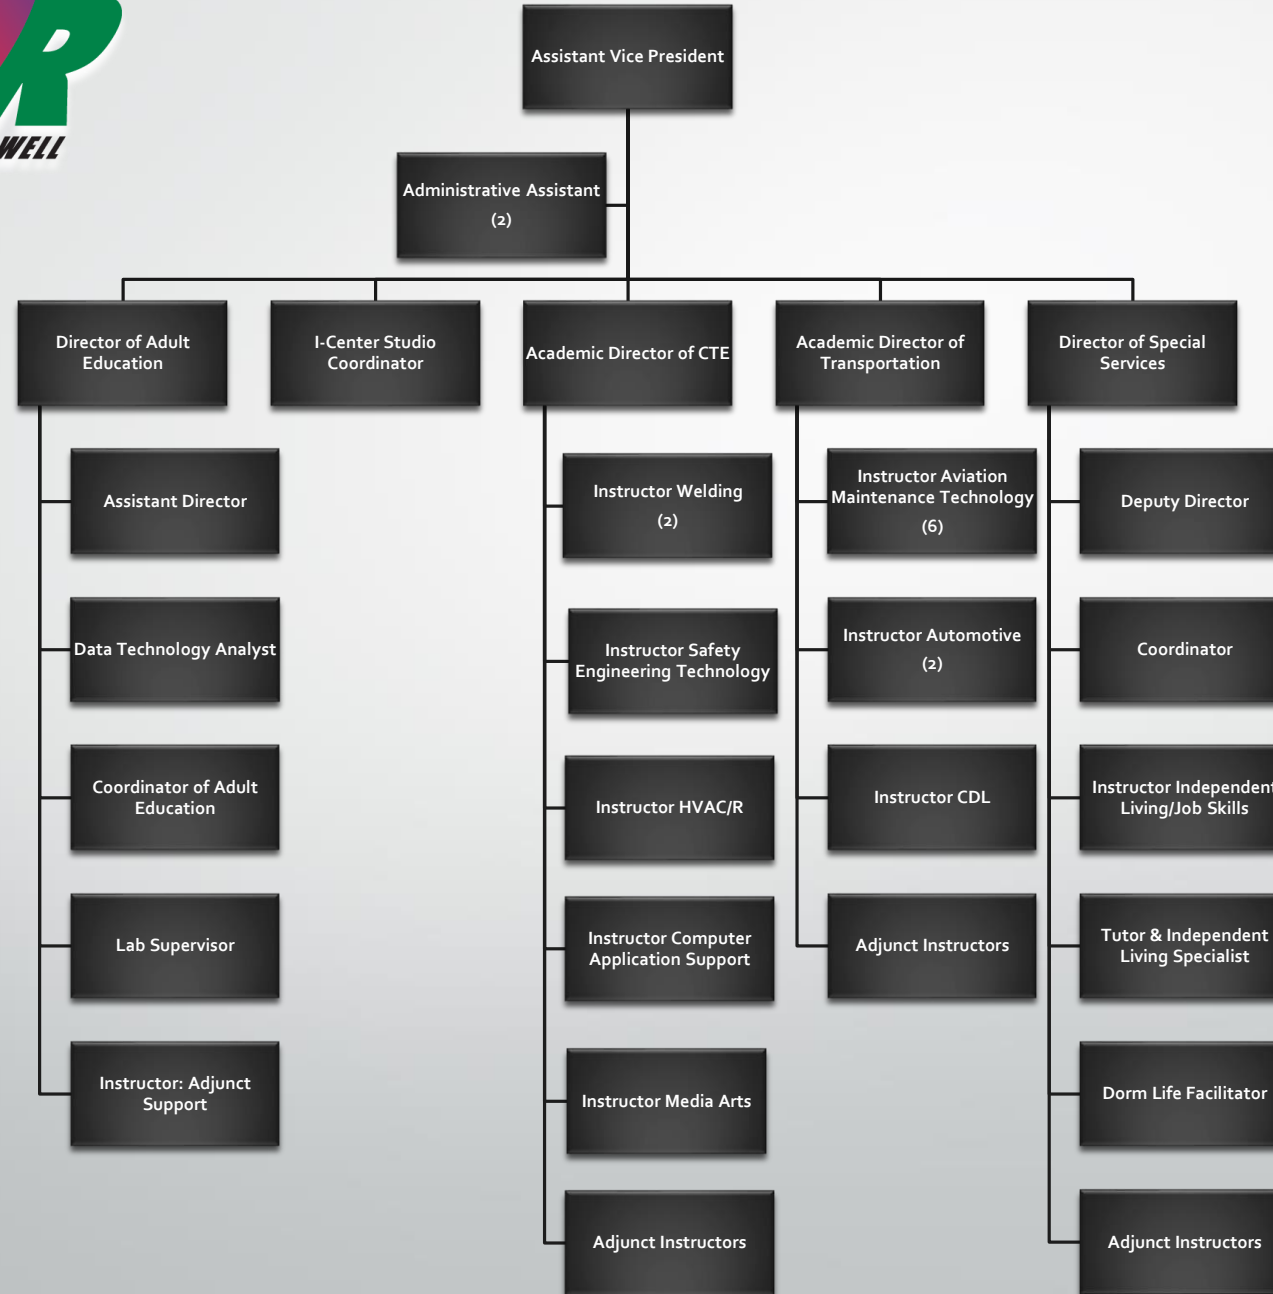 R
WELL
Assistant Vice President
Administrative Assistant
(2)
Director of Adult
Education
I-Center Studio
Coordinator
Academic Director of CTE
Academic Director of
Transportation
Director of Special
Services
Assistant Director
Data Technology Analyst
Coordinator of Adult
Education
Lab Supervisor
Instructor: Adjunct
Support
Instructor Welding
(2)
Instructor Safety
Engineering Technology
Instructor HVAC/R
Instructor Computer
Application Support
Instructor Media Arts
Adjunct Instructors
Instructor Aviation
Maintenance Technology
(6)
Instructor Automotive
(2)
Instructor CDL
Adjunct Instructors
Deputy Director
Coordinator
Instructor Independent
Living/Job Skills
Tutor & Independent
Living Specialist
Dorm Life Facilitator
Adjunct Instructors